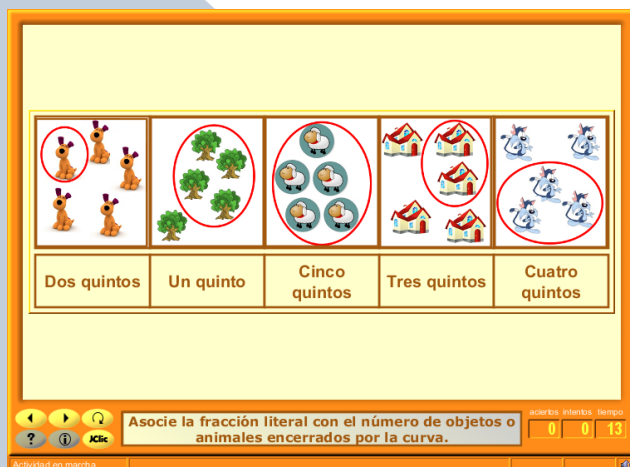 Dos quintos
Un quinto
Cinco
quintos
Tres quintos
Cuatro
quintos
?
i
JClic
Asocie la fracción literal con el número de objetos o
animales encerrados por la curva.
aciertos intentos tiempo
0 0 13
Actividad en marcha